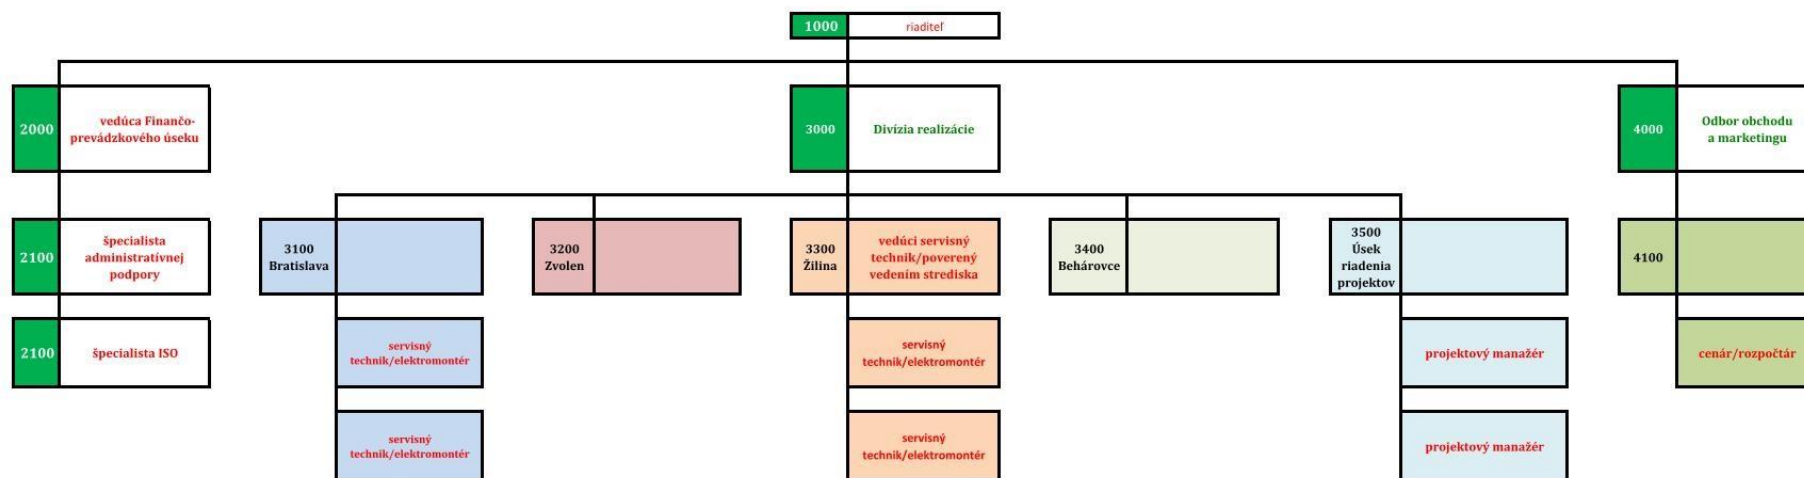 1000
riaditeľ
2000
vedúca Finančo-
prevádzkového úseku
3000
Divízia realizácie
4000
Odbor obchodu
a marketingu
2100
špecialista
administratívnej
podpory
3100
Bratislava
3200
Zvolen
3300
Žilina
vedúci servisný
technik/poverený
vedením strediska
3400
Behárovce
3500
Úsek
riadenia
projektov
4100
2100
špecialista ISO
servisný
technik/elektromontér
servisný
technik/elektromontér
projektový manažér
cenár/rozpočtár
servisný
technik/elektromontér
servisný
technik/elektromontér
projektový manažér